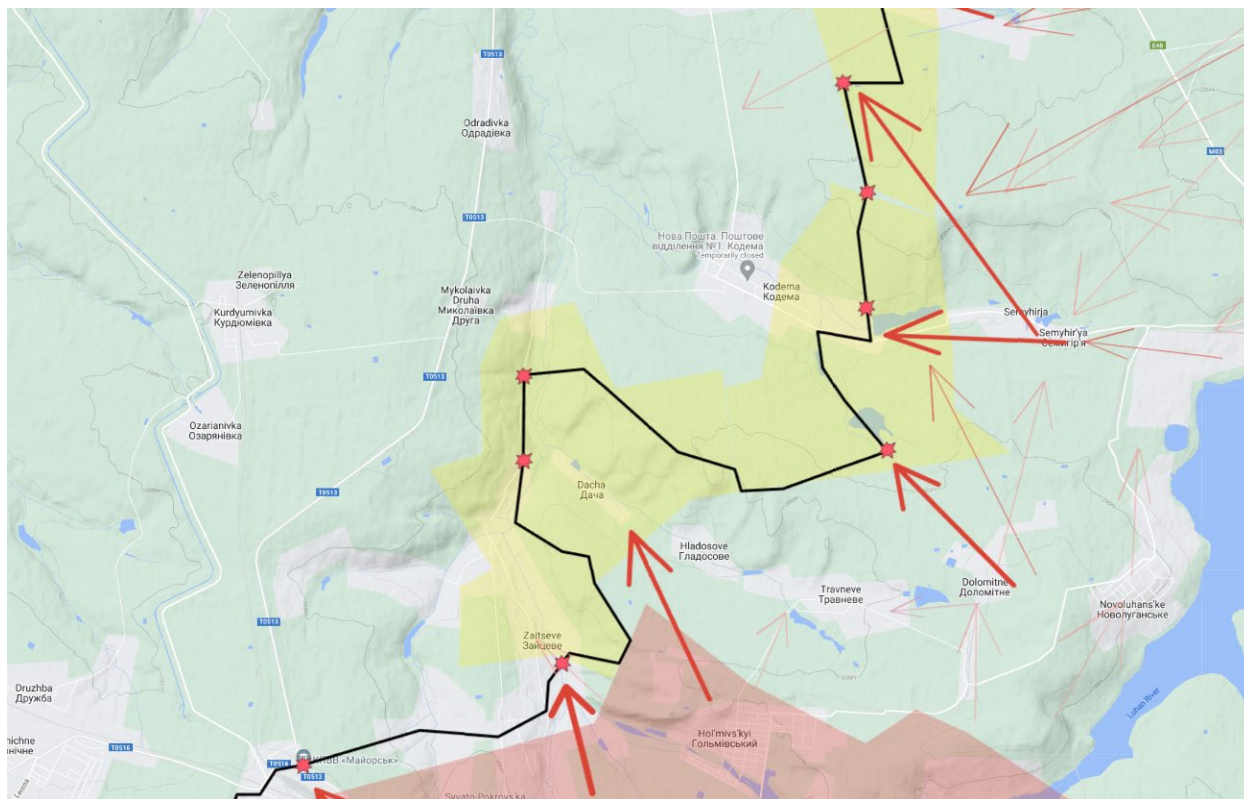 T0513
E40
Odradivka
Одрадівка
M03
T0513
Нова Пошта. Поштове
відділення №1. Кодема
Temporarily closed
Zelenopillya
Зеленопілля
Mykolaivka
Druha
Миколаївка
Друга
Kodema
Кодема
Kurdyumivka
Курдюмівка
Semyhirja
Semyhir'ya
T0513
Ozarianivka
Озарянівка
T0513
Dacha
Дача
Hladosove
Гладосове
Travneve
Травневе
Dolomitne
Доломітне
Novoluhans'ke
Новолуганське
T0513
Zaitseve
Зайцеве
Druzhba
Дружба
Luhan River
Hol'mivs'kyi
Гольмівський
T0516
«Майорськ»
T0516
T0513